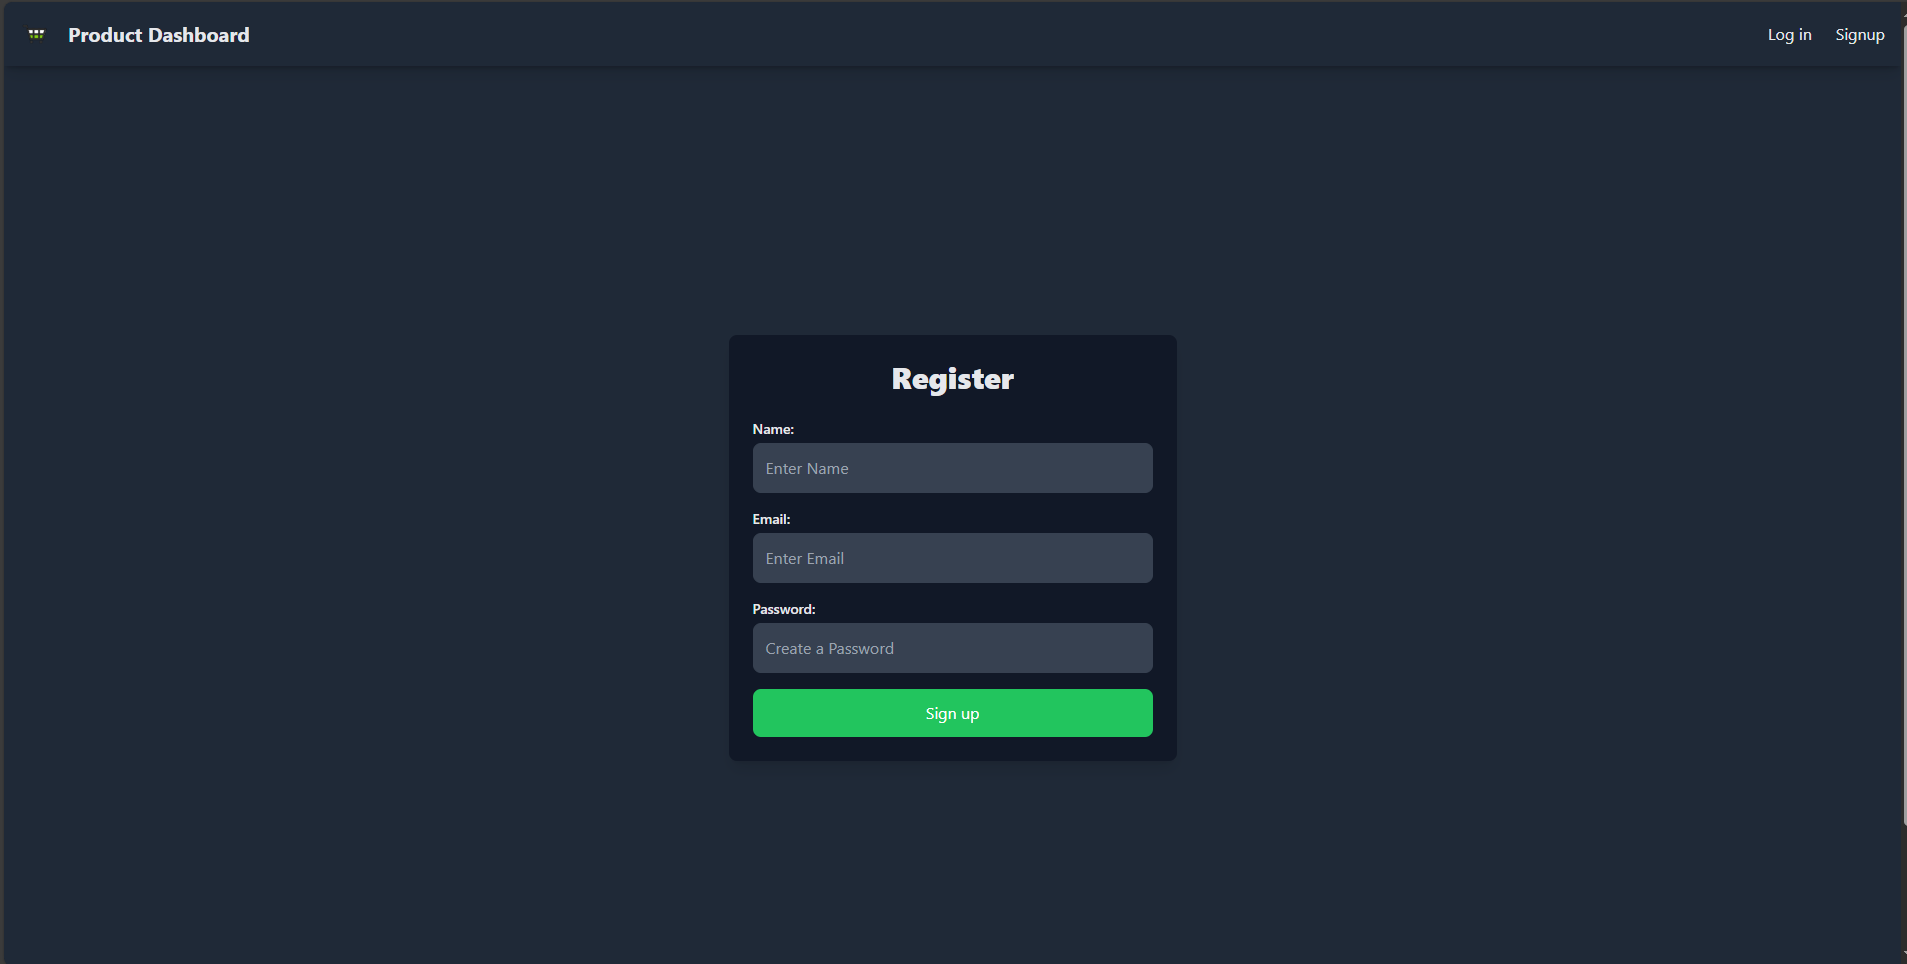 Product Dashboard
Log in
Signup
Register
Name:
Enter Name
Email:
Enter Email
Password:
Create a Password
Sign up